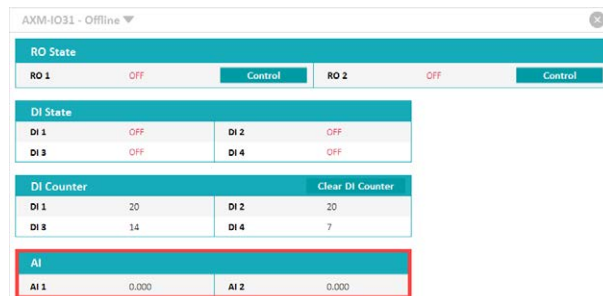 AXM-IO31 - Offline
RO State
RO 1 OFF Control RO 2 OFF Control
DI State
DI 1 OFF DI 2 OFF
DI 3 OFF DI 4 OFF
DI Counter Clear DI Counter
DI 1 20 DI 2 20
DI 3 14 DI 4 7
AI
AI 1 0.000 AI 2 0.000